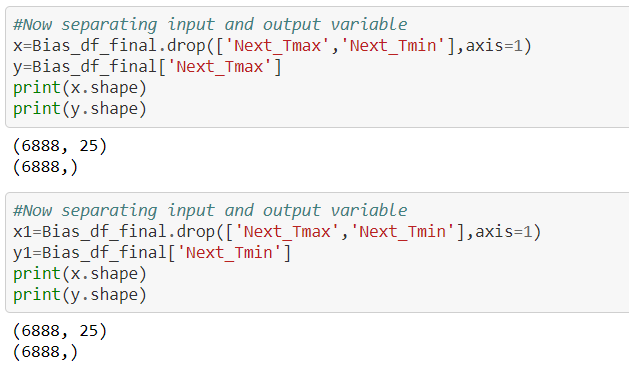 #Now separating input and output variable
x=Bias_df_final.drop(['Next_Tmax','Next_Tmin'],axis=1)
y=Bias_df_final['Next_Tmax']
print(x.shape)
print(y.shape)
(6888, 25)
(6888,)
#Now separating input and output variable
x1=Bias_df_final.drop(['Next_Tmax','Next_Tmin'],axis=1)
y1=Bias_df_final['Next_Tmin']
print(x.shape)
print(y.shape)
(6888, 25)
(6888,)